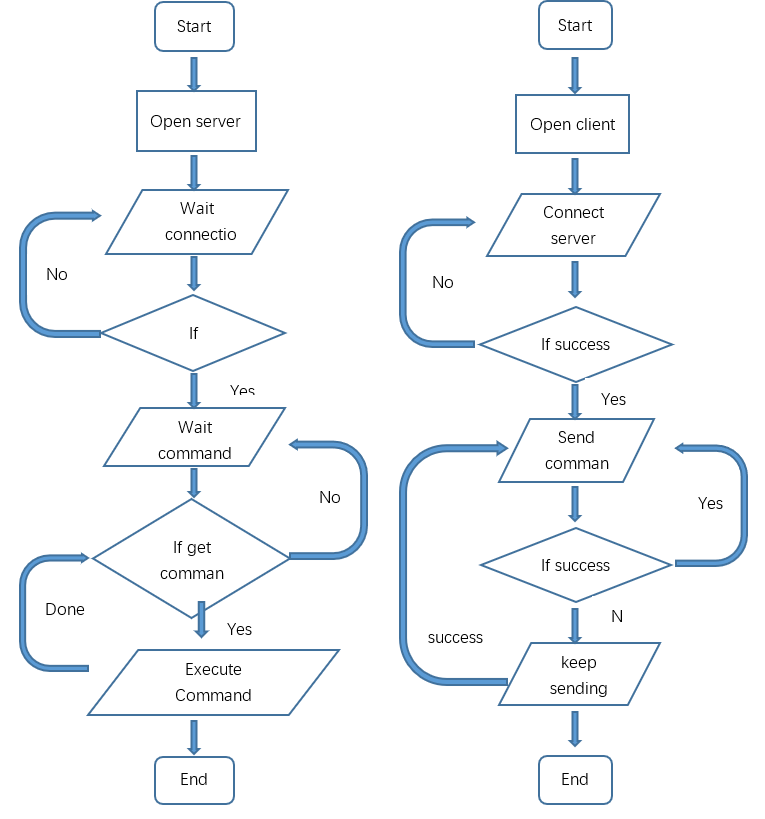 Start
Open server
Wait
connectio
No
If
Yes
Wait
command
No
If get
comman
Done
Yes
Execute
Command
End
Start
Open client
Connect
server
No
If success
Yes
Send
comman
Yes
If success
N
success
keep
sending
End